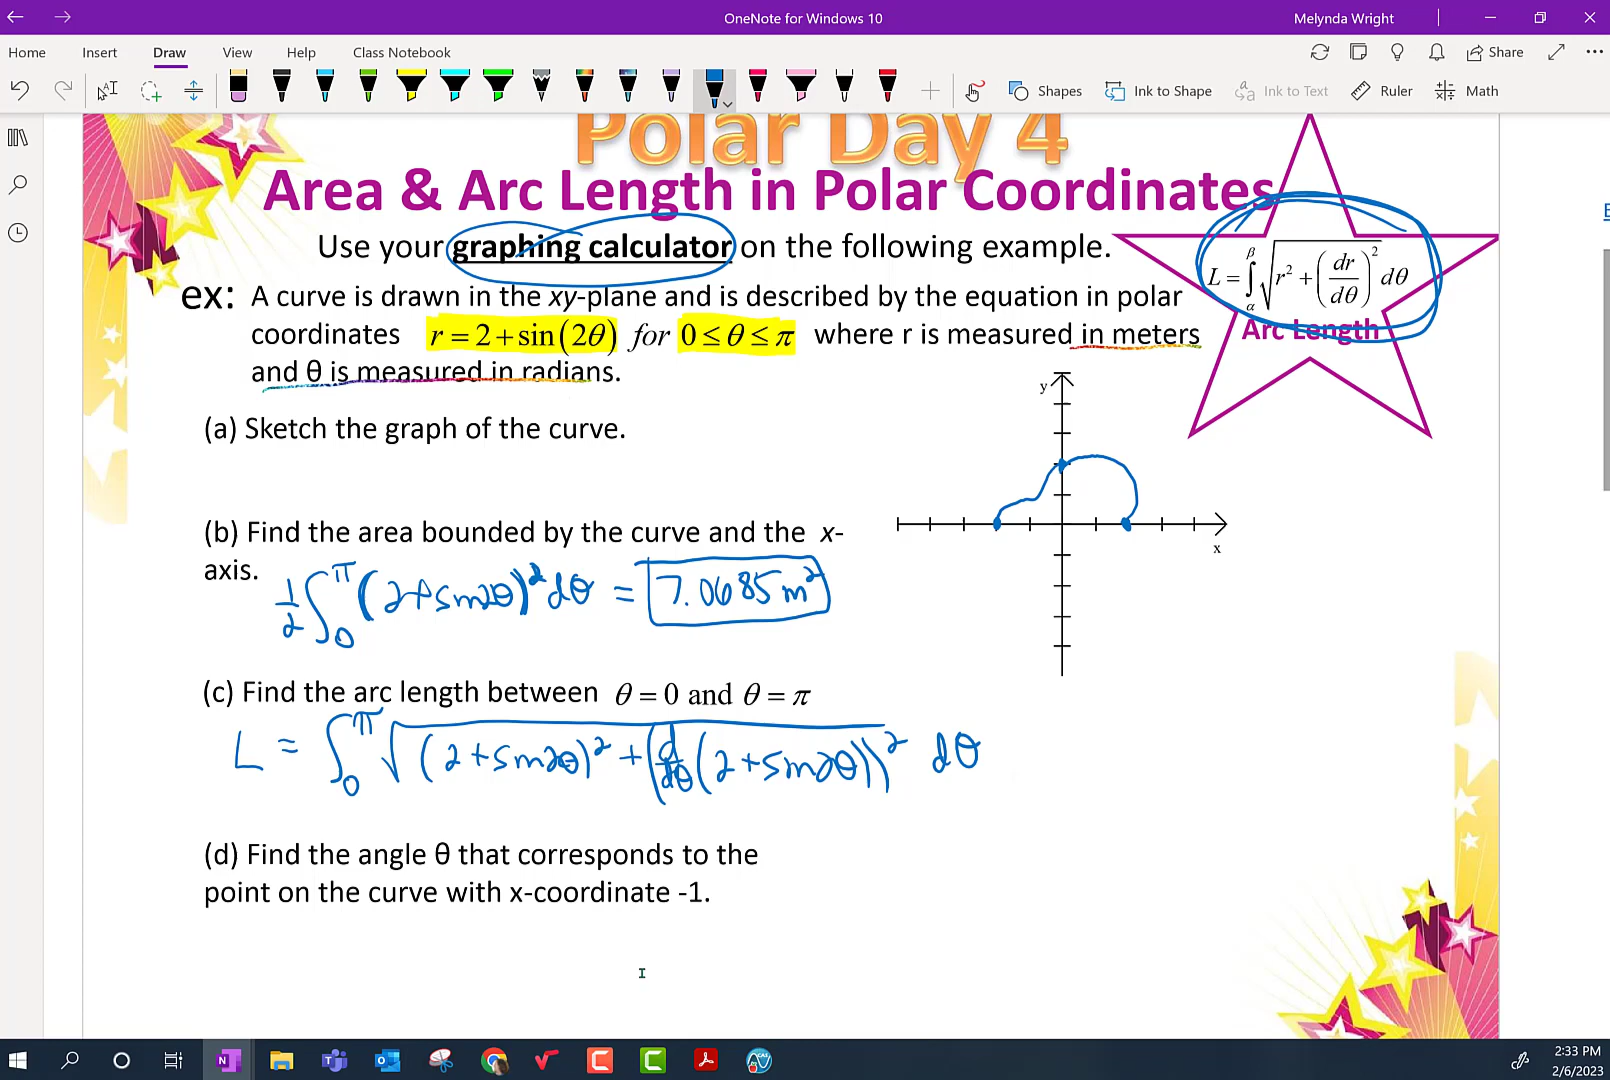 OneNote for Windows 10
Melynda Wright
Home Insert Draw View Help Class Notebook
Share
Shapes Ink to Shape Ink to Text Ruler Math
Polar Day 4
Area & Arc Length in Polar Coordinates
Use your graphing calculator on the following example.
L = ∫_α^β √(r² + (dr/dθ)²) dθ
Arc Length
ex: A curve is drawn in the xy-plane and is described by the equation in polar
coordinates r = 2 + sin(2θ) for 0 ≤ θ ≤ π where r is measured in meters
and θ is measured in radians.
y
x
(a) Sketch the graph of the curve.
(b) Find the area bounded by the curve and the x-
axis.
1/2 ∫_0^π (2+sin2θ)² dθ = 7.0685 m²
(c) Find the arc length between θ = 0 and θ = π
L = ∫_0^π √((2+sin2θ)² + (d/dθ(2+sin2θ))²) dθ
(d) Find the angle θ that corresponds to the
point on the curve with x-coordinate -1.
2:33 PM
2/6/2023